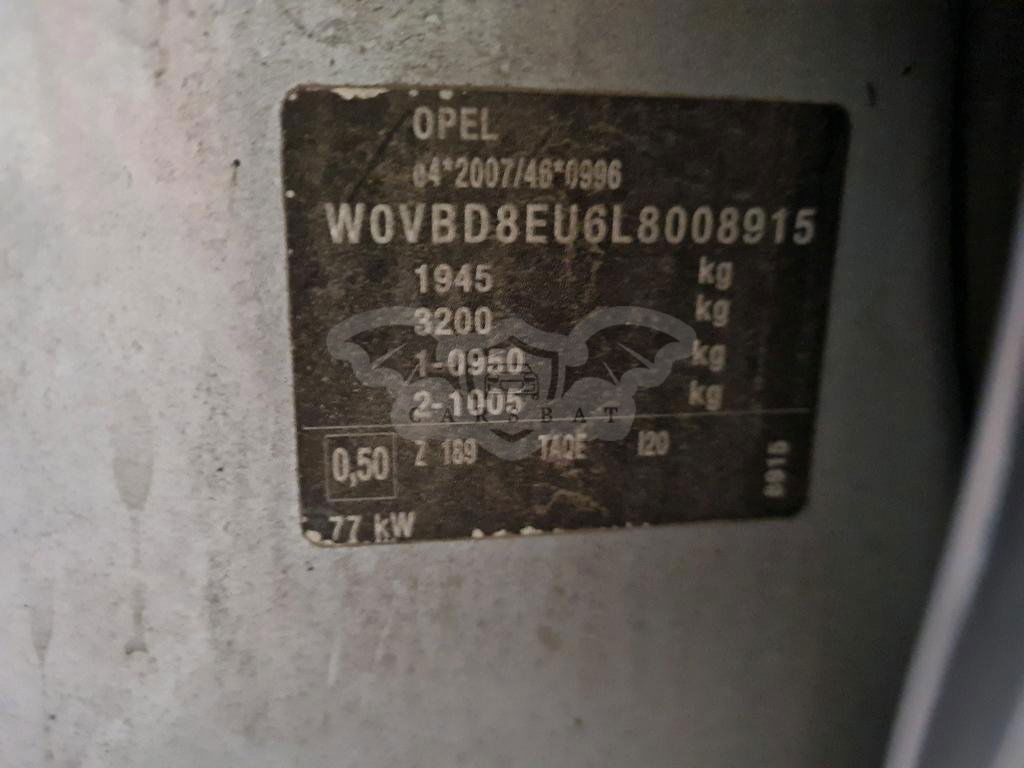 OPEL
e4*2007/46*0996
W0VBD8EU6L8008915
1945 kg
3200 kg
1-0950 kg
2-1005 kg
CARSBAT
0,50 Z 189 TAQE I20
8915
77 kW